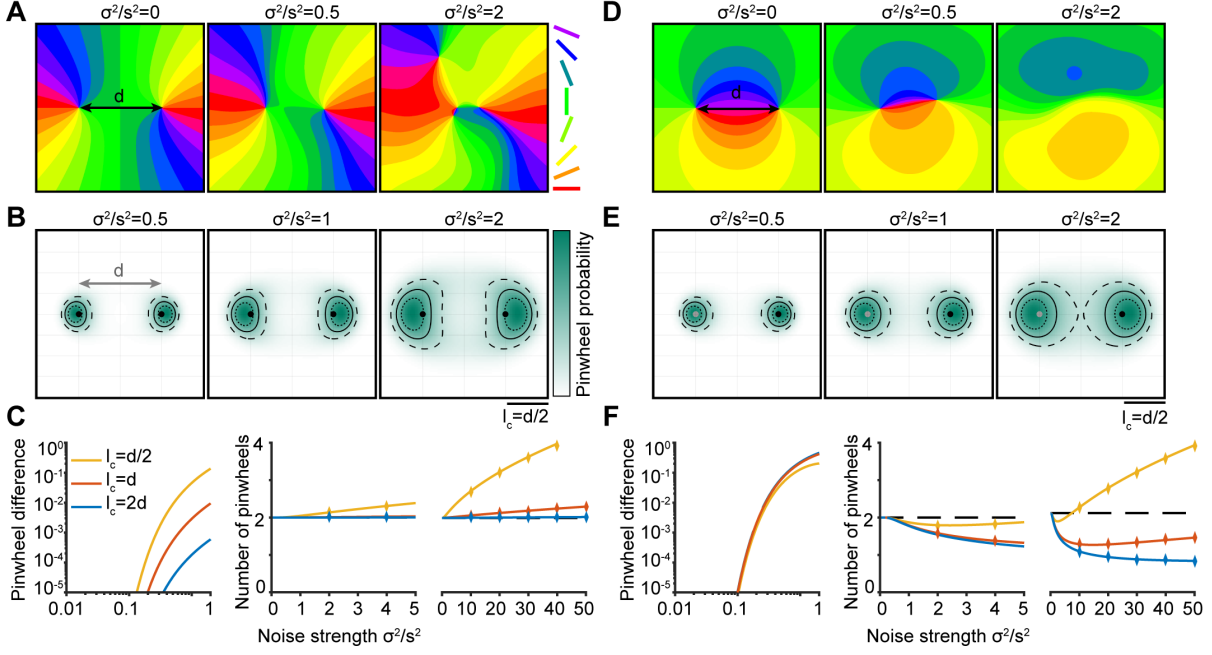 A
σ²/s²=0
σ²/s²=0.5
σ²/s²=2
d
B
σ²/s²=0.5
σ²/s²=1
σ²/s²=2
d
Pinwheel probability
l_c=d/2
C
Pinwheel difference
10⁰
10⁻¹
10⁻²
10⁻³
10⁻⁴
10⁻⁵
0.01
0.1
1
l_c=d/2
l_c=d
l_c=2d
Number of pinwheels
4
2
0
0
1
2
3
4
5
0
10
20
30
40
50
Noise strength σ²/s²
D
σ²/s²=0
σ²/s²=0.5
σ²/s²=2
d
E
σ²/s²=0.5
σ²/s²=1
σ²/s²=2
l_c=d/2
F
Pinwheel difference
10⁰
10⁻¹
10⁻²
10⁻³
10⁻⁴
10⁻⁵
0.01
0.1
1
Number of pinwheels
4
2
0
0
1
2
3
4
5
0
10
20
30
40
50
Noise strength σ²/s²